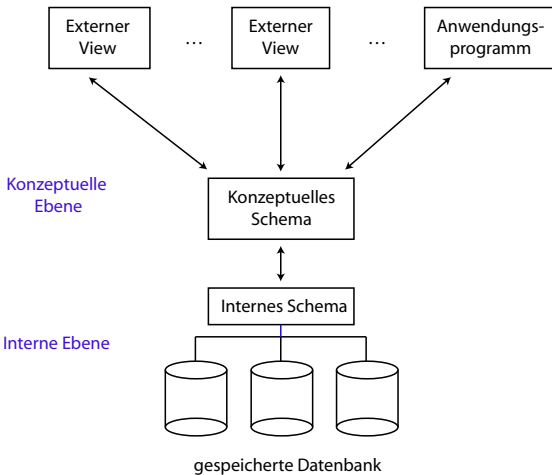 Externer
View
...
Externer
View
...
Anwendungs-
programm
Konzeptuelle
Ebene
Konzeptuelles
Schema
Internes Schema
Interne Ebene
gespeicherte Datenbank